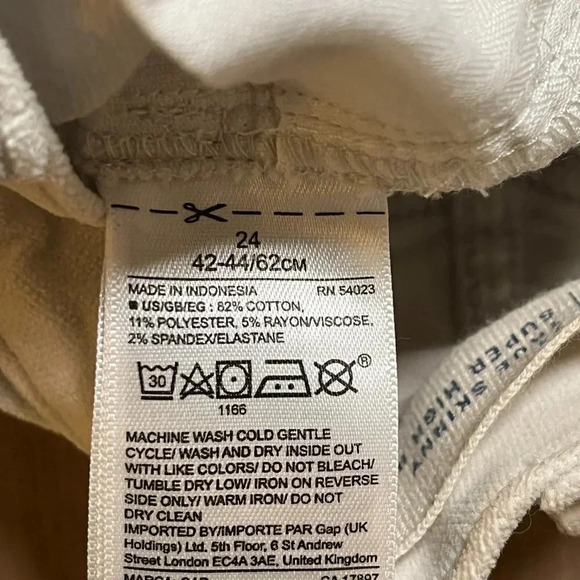 24
42-44/62CM
MADE IN INDONESIA RN 54023
■ US/GB/EG : 82% COTTON,
11% POLYESTER, 5% RAYON/VISCOSE,
2% SPANDEX/ELASTANE
30 ®
1166
MACHINE WASH COLD GENTLE
CYCLE/ WASH AND DRY INSIDE OUT
WITH LIKE COLORS/ DO NOT BLEACH/
TUMBLE DRY LOW/ IRON ON REVERSE
SIDE ONLY/ WARM IRON/ DO NOT
DRY CLEAN
IMPORTED BY/IMPORTE PAR Gap (UK
Holdings) Ltd. 5th Floor, 6 St Andrew
Street London EC4A 3AE, United Kingdom
CA 17897
SKINNY
SUPER HIGH